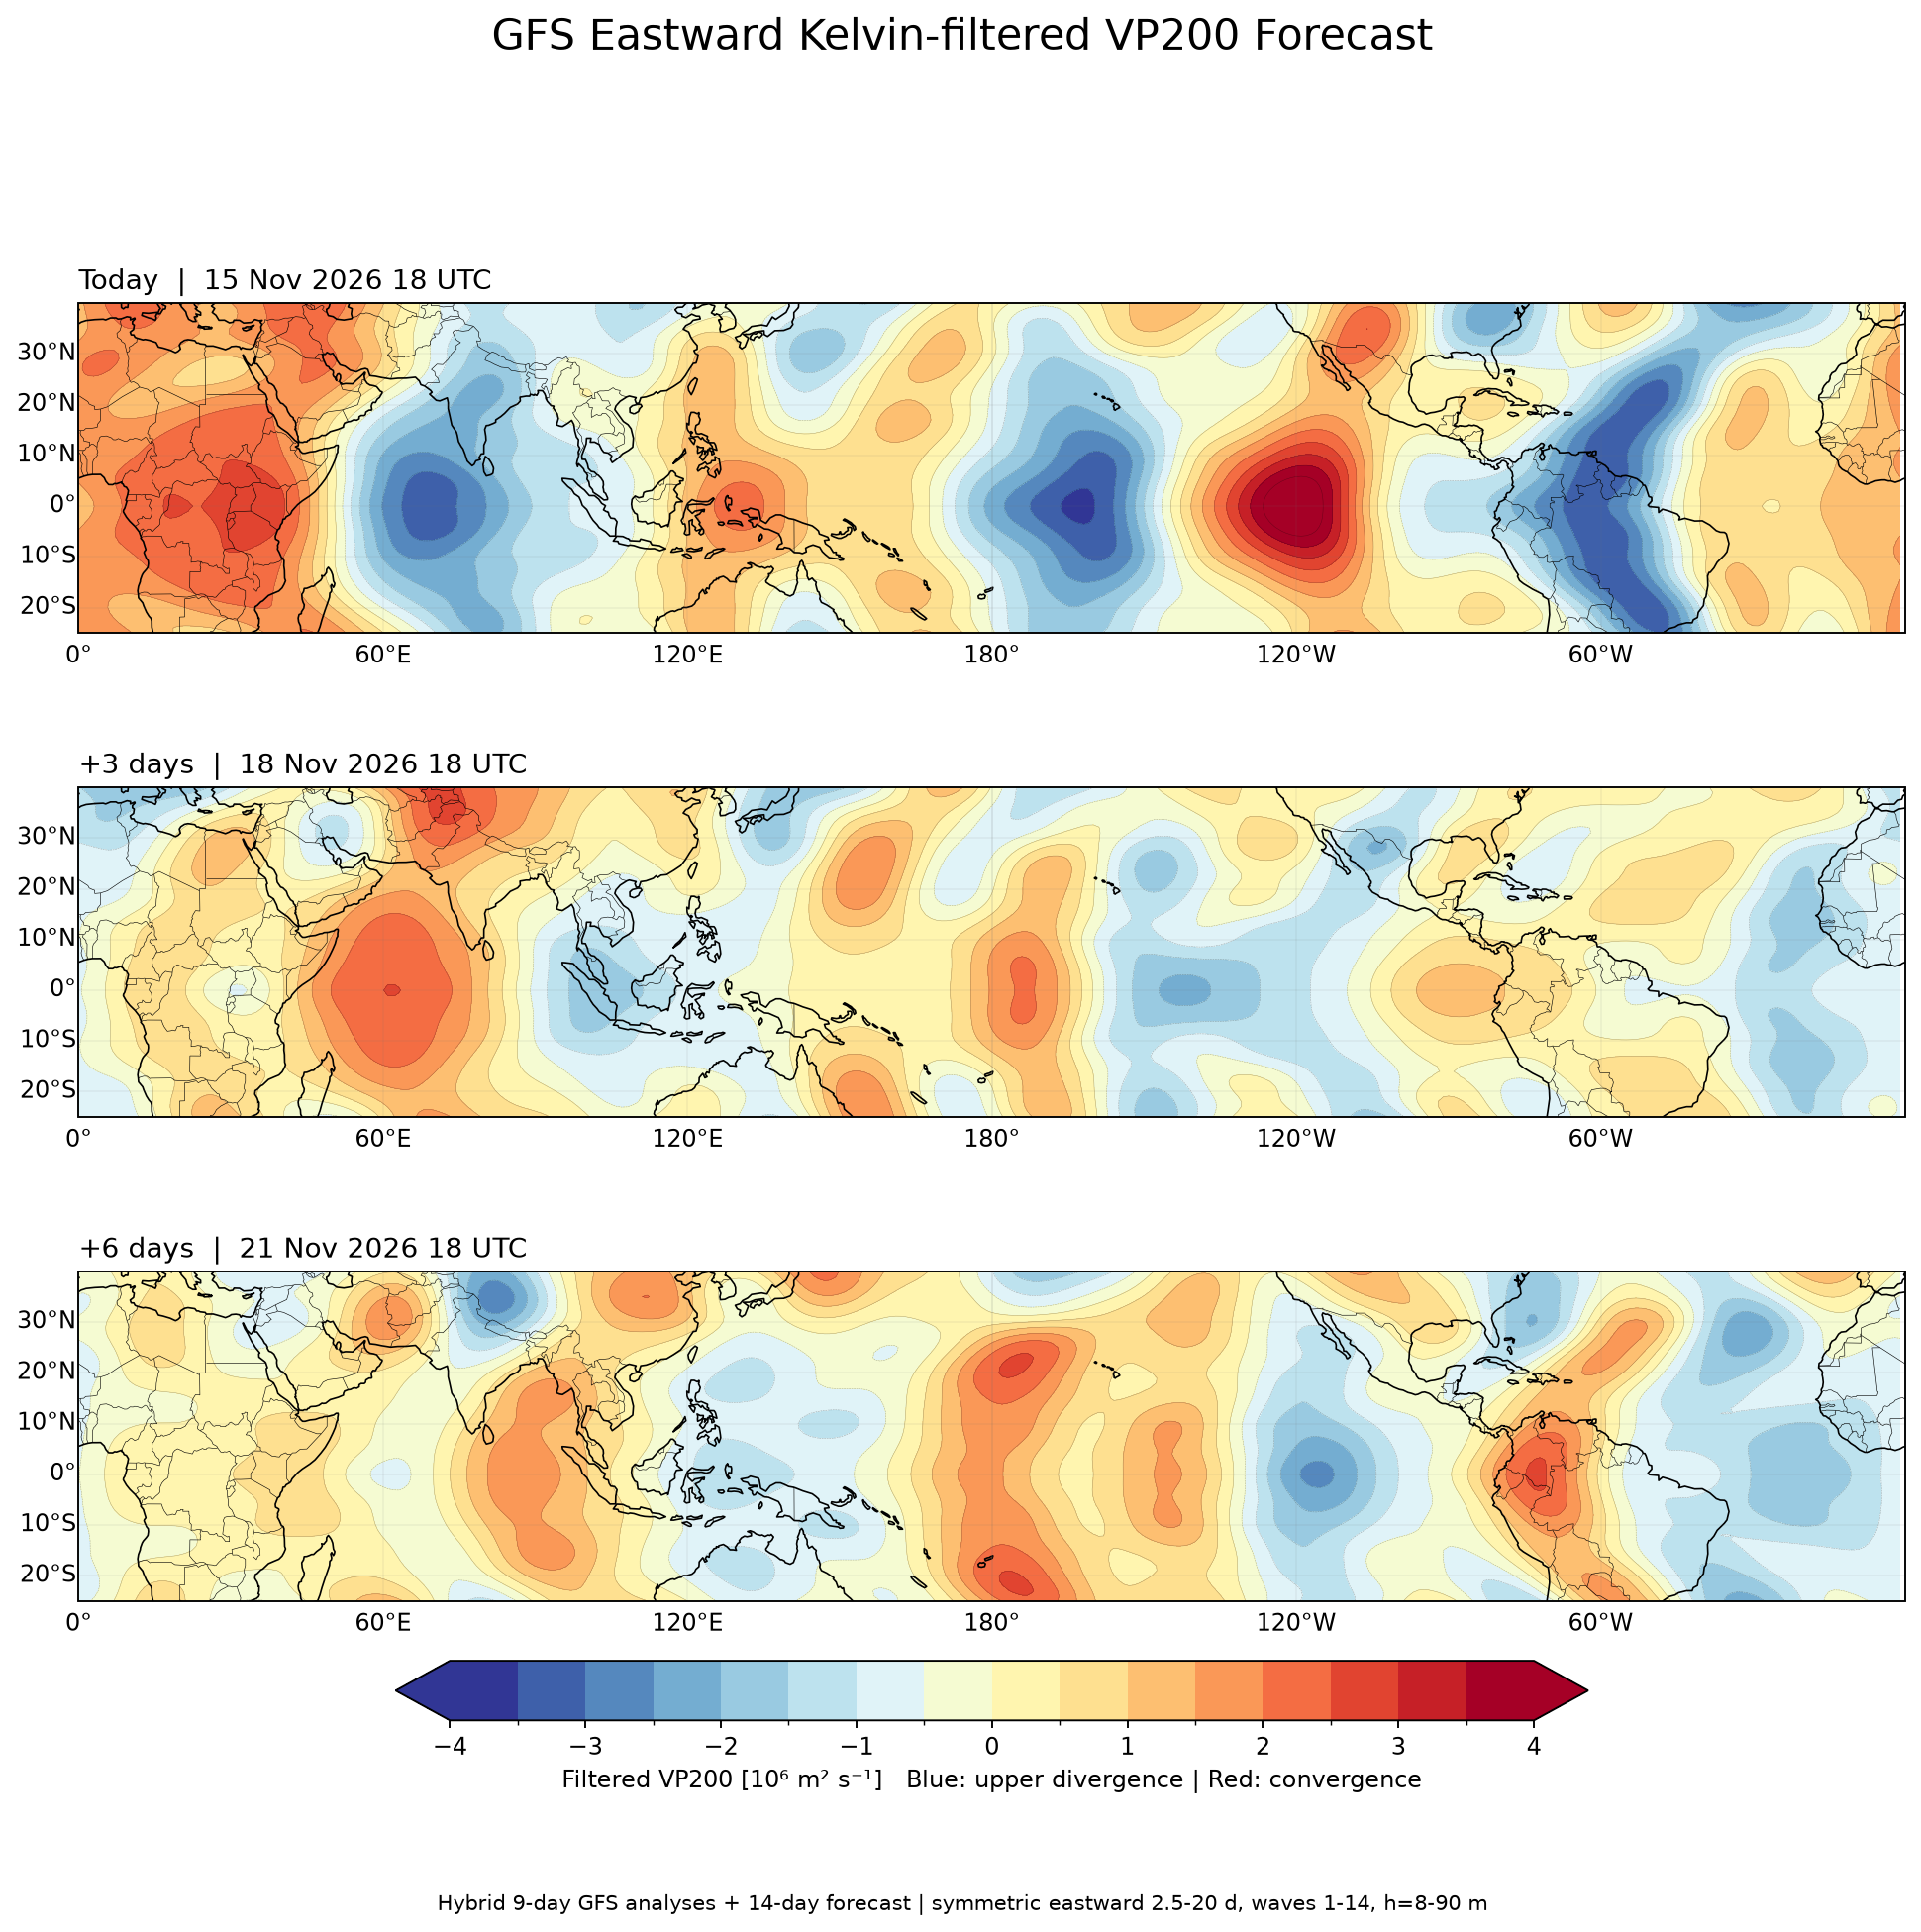 GFS Eastward Kelvin-filtered VP200 Forecast
Today | 15 Nov 2026 18 UTC
30°N
20°N
10°N
0°
10°S
20°S
0° 60°E 120°E 180° 120°W 60°W
+3 days | 18 Nov 2026 18 UTC
30°N
20°N
10°N
0°
10°S
20°S
0° 60°E 120°E 180° 120°W 60°W
+6 days | 21 Nov 2026 18 UTC
30°N
20°N
10°N
0°
10°S
20°S
0° 60°E 120°E 180° 120°W 60°W
−4 −3 −2 −1 0 1 2 3 4
Filtered VP200 [10⁶ m² s⁻¹] Blue: upper divergence | Red: convergence
Hybrid 9-day GFS analyses + 14-day forecast | symmetric eastward 2.5-20 d, waves 1-14, h=8-90 m